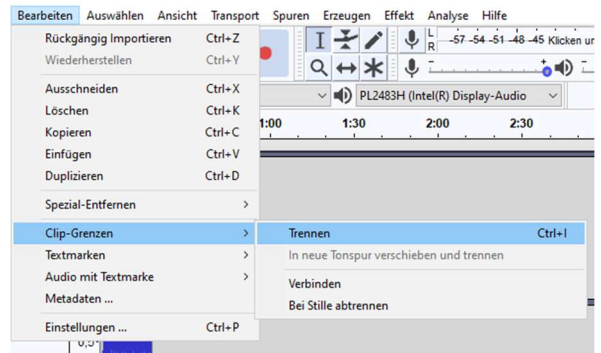 Bearbeiten Auswählen Ansicht Transport Spuren Erzeugen Effekt Analyse Hilfe
Rückgängig Importieren Ctrl+Z
Wiederherstellen Ctrl+Y
Ausschneiden Ctrl+X
Löschen Ctrl+K
Kopieren Ctrl+C
Einfügen Ctrl+V
Duplizieren Ctrl+D
Spezial-Entfernen >
Clip-Grenzen >
Textmarken >
Audio mit Textmarke >
Metadaten ...
Einstellungen ... Ctrl+P
L
R
-57 -54 -51 -48 -45 Klicken
PL2483H (Intel(R) Display-Audio
1:00 1:30 2:00 2:30
Trennen Ctrl+I
In neue Tonspur verschieben und trennen
Verbinden
Bei Stille abtrennen
0,5